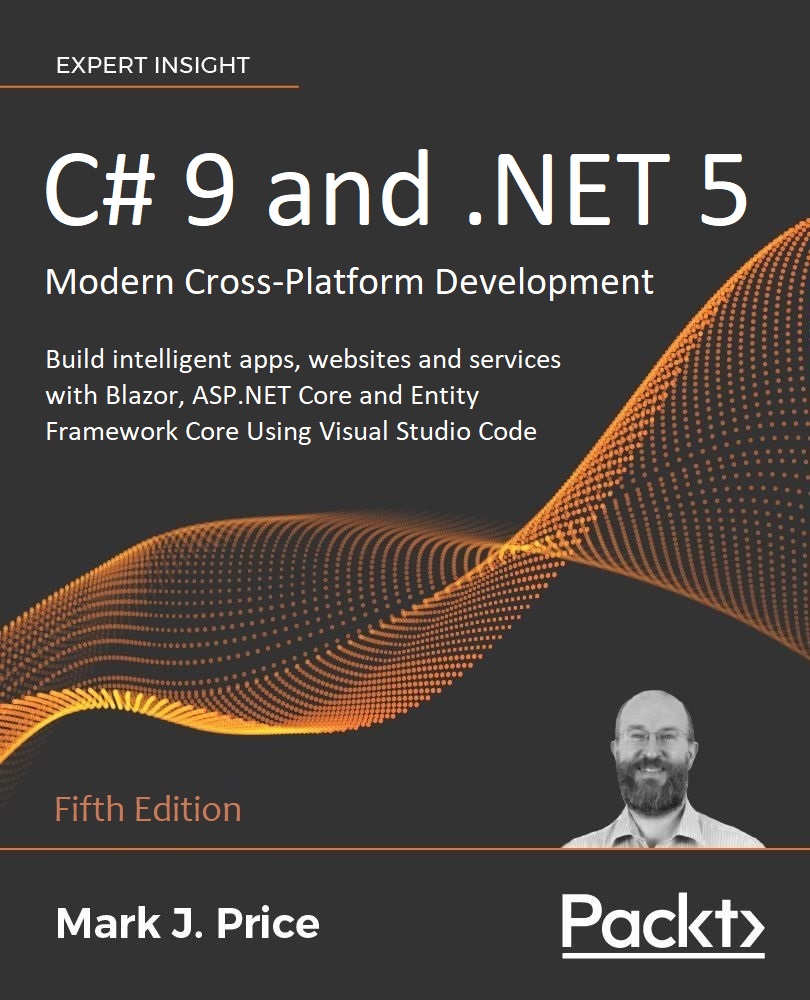 EXPERT INSIGHT
C# 9 and .NET 5
Modern Cross-Platform Development
Build intelligent apps, websites and services
with Blazor, ASP.NET Core and Entity
Framework Core Using Visual Studio Code
Fifth Edition
Mark J. Price
Packt>